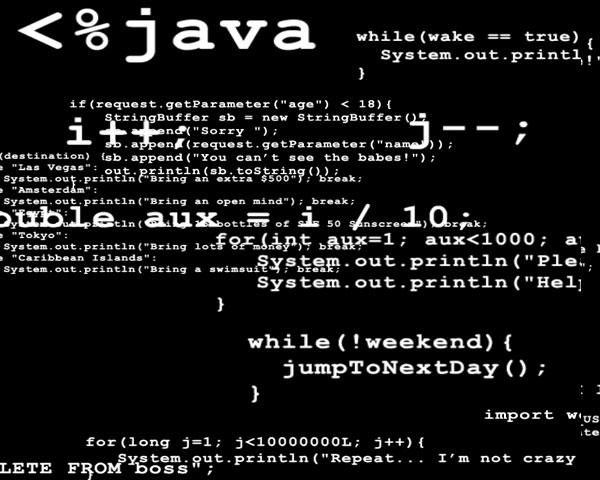 <%java
while(wake == true){
System.out.printl
}
if(request.getParameter("age") < 18){
StringBuffer sb = new StringBuffer();
sb.append("Sorry ");
sb.append(request.getParameter("name"));
sb.append("You can't see the babes!");
out.println(sb.toString());
}
i++;
j--;
(destination) {
e "Las Vegas":
System.out.println("Bring an extra $500"); break;
e "Amsterdam":
System.out.println("Bring an open mind"); break;
System.out.println(" bottles of 50 Sunscreen"); break;
e "Tokyo":
System.out.println("Bring lots of money"); break;
e "Caribbean Islands":
System.out.println("Bring a swimsuit"); break;
ouble aux = i / 10;
for(int aux=1; aux<1000; a
System.out.println("Ple
System.out.println("Hel
}
while(!weekend){
jumpToNextDay();
}
import w
for(long j=1; j<10000000L; j++){
System.out.println("Repeat... I'm not crazy
}
LETE FROM boss";